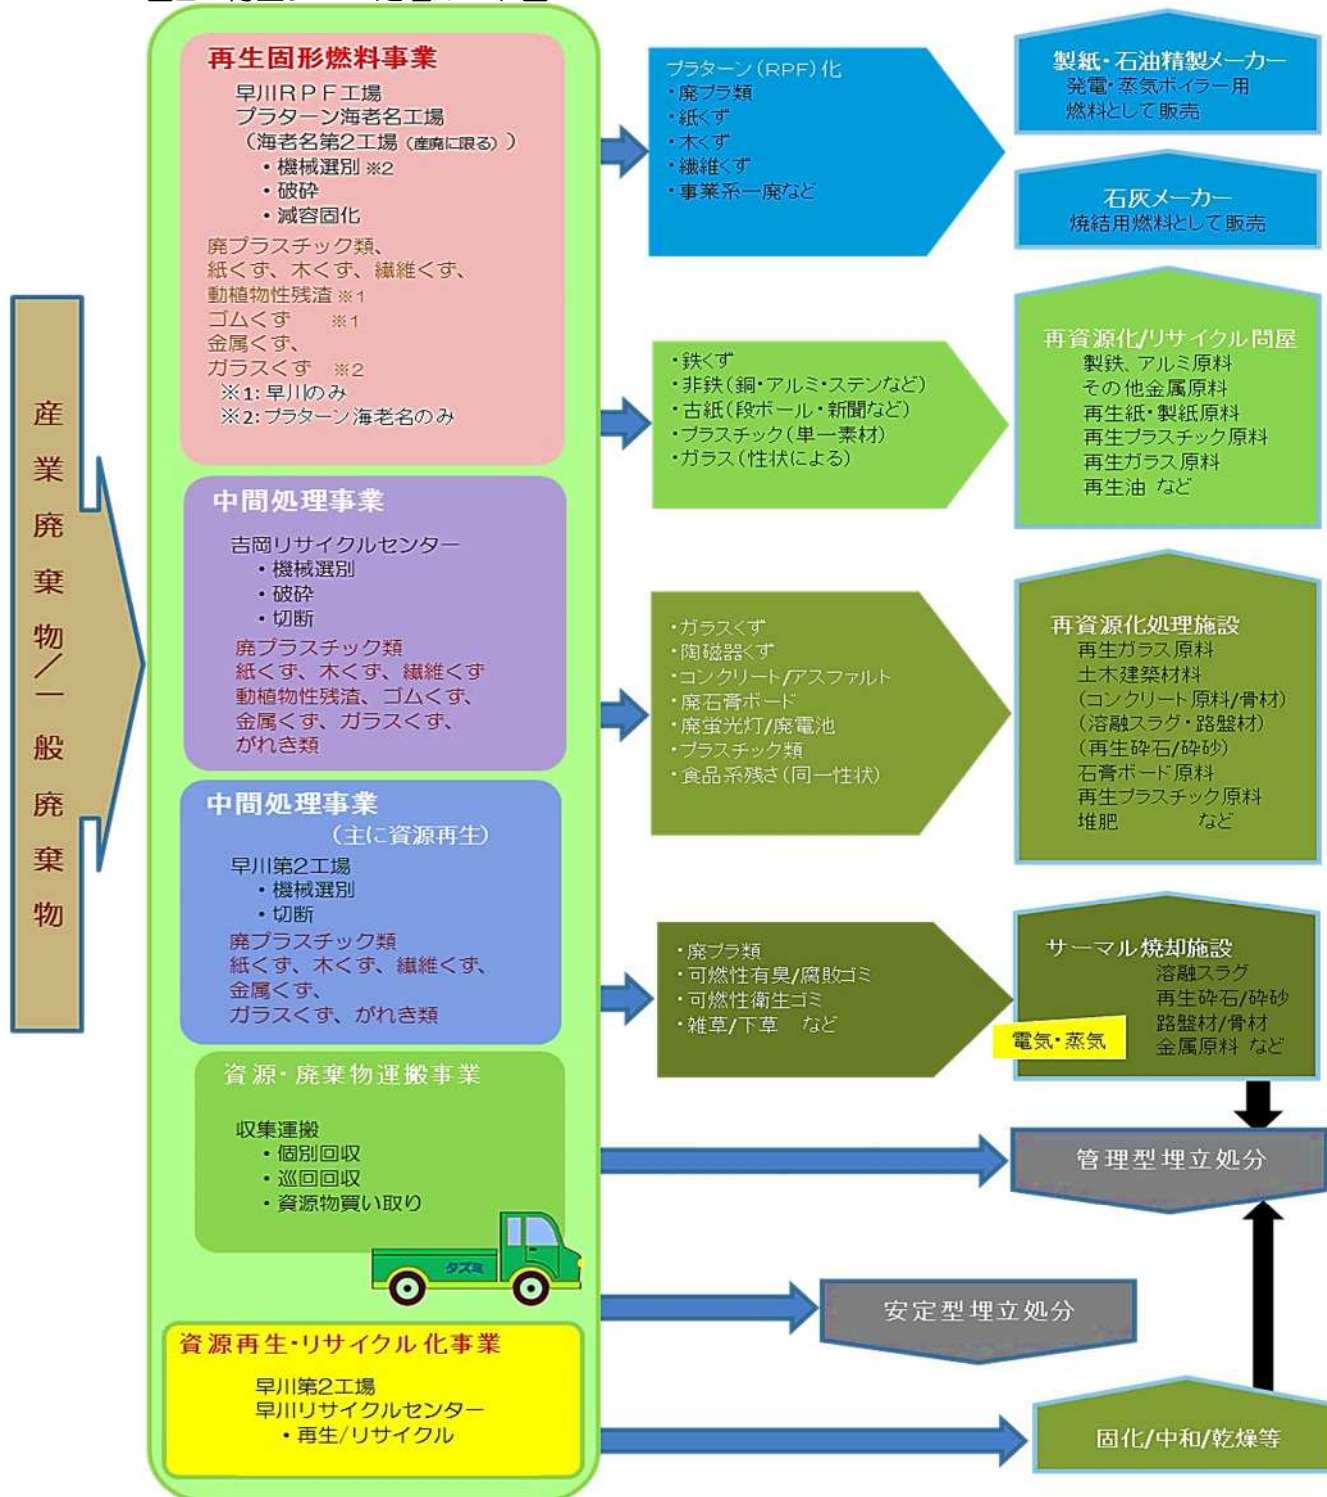 産業廃棄物/一般廃棄物
再生固形燃料事業
早川RPF工場
プラターン海老名工場
(海老名第2工場(産廃に限る))
・機械選別 ※2
・破砕
・減容固化
廃プラスチック類、
紙くず、木くず、繊維くず、
動植物性残渣 ※1
ゴムくず ※1
金属くず、
ガラスくず ※2
※1: 早川のみ
※2: プラターン海老名のみ
中間処理事業
吉岡リサイクルセンター
・機械選別
・破砕
・切断
廃プラスチック類
紙くず、木くず、繊維くず
動植物性残渣、ゴムくず、
金属くず、ガラスくず、
がれき類
中間処理事業
(主に資源再生)
早川第2工場
・機械選別
・切断
廃プラスチック類
紙くず、木くず、繊維くず、
金属くず、
ガラスくず、がれき類
資源・廃棄物運搬事業
収集運搬
・個別回収
・巡回回収
・資源物買い取り
タズミ
資源再生・リサイクル化事業
早川第2工場
早川リサイクルセンター
・再生/リサイクル
プラターン(RPF)化
・廃プラ類
・紙くず
・木くず
・繊維くず
・事業系一廃など
製紙・石油精製メーカー
発電・蒸気ボイラー用
燃料として販売
石灰メーカー
焼結用燃料として販売
・鉄くず
・非鉄(銅・アルミ・ステンなど)
・古紙(段ボール・新聞など)
・プラスチック(単一素材)
・ガラス(性状による)
再資源化/リサイクル問屋
製鉄、アルミ原料
その他金属原料
再生紙・製紙原料
再生プラスチック原料
再生ガラス原料
再生油 など
・ガラスくず
・陶磁器くず
・コンクリート/アスファルト
・廃石膏ボード
・廃蛍光灯/廃電池
・プラスチック類
・食品系残さ(同一性状)
再資源化処理施設
再生ガラス原料
土木建築材料
(コンクリート原料/骨材)
(溶融スラグ・路盤材)
(再生砕石/砕砂)
石膏ボード原料
再生プラスチック原料
堆肥 など
・廃プラ類
・可燃性有臭/腐敗ゴミ
・可燃性衛生ゴミ
・雑草/下草 など
サーマル焼却施設
溶融スラグ
再生砕石/砕砂
路盤材/骨材
金属原料 など
電気・蒸気
管理型埋立処分
安定型埋立処分
固化/中和/乾燥等